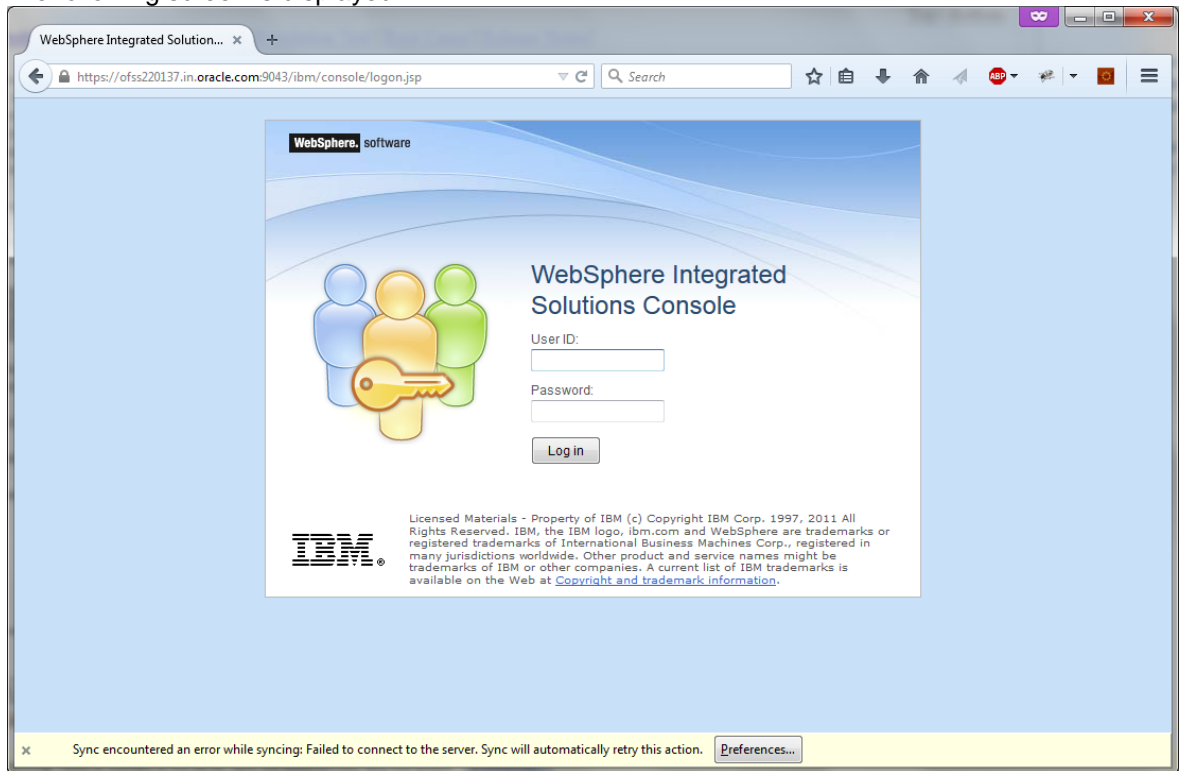 WebSphere Integrated Solution...
https://ofss220137.in.oracle.com:9043/ibm/console/logon.jsp
Search
ABP
WebSphere. software
WebSphere Integrated
Solutions Console
User ID:
Password:
Log in
IBM®
Licensed Materials - Property of IBM (c) Copyright IBM Corp. 1997, 2011 All
Rights Reserved. IBM, the IBM logo, ibm.com and WebSphere are trademarks or
registered trademarks of International Business Machines Corp., registered in
many jurisdictions worldwide. Other product and service names might be
trademarks of IBM or other companies. A current list of IBM trademarks is
available on the Web at Copyright and trademark information.
Sync encountered an error while syncing: Failed to connect to the server. Sync will automatically retry this action. Preferences...